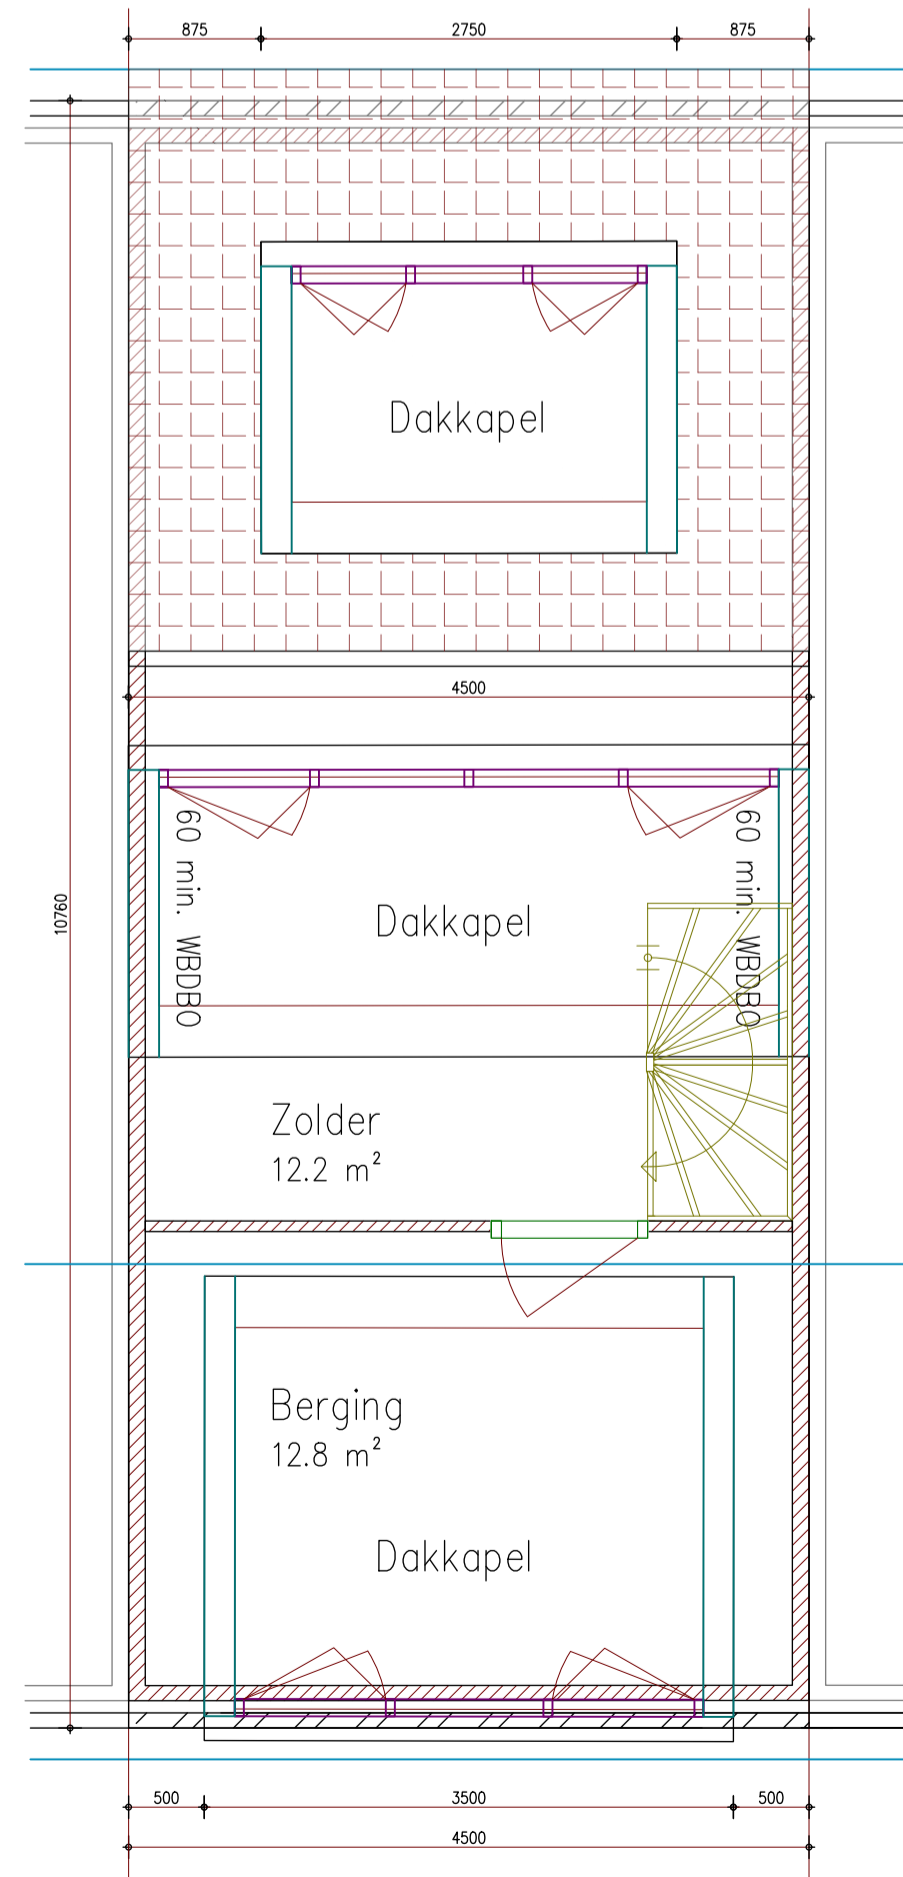 875 2750 875
Dakkapel
4500
60 min. WBDBO
60 min. WBDBO
Dakkapel
10760
Zolder
12.2 m²
Berging
12.8 m²
Dakkapel
500 3500 500
4500